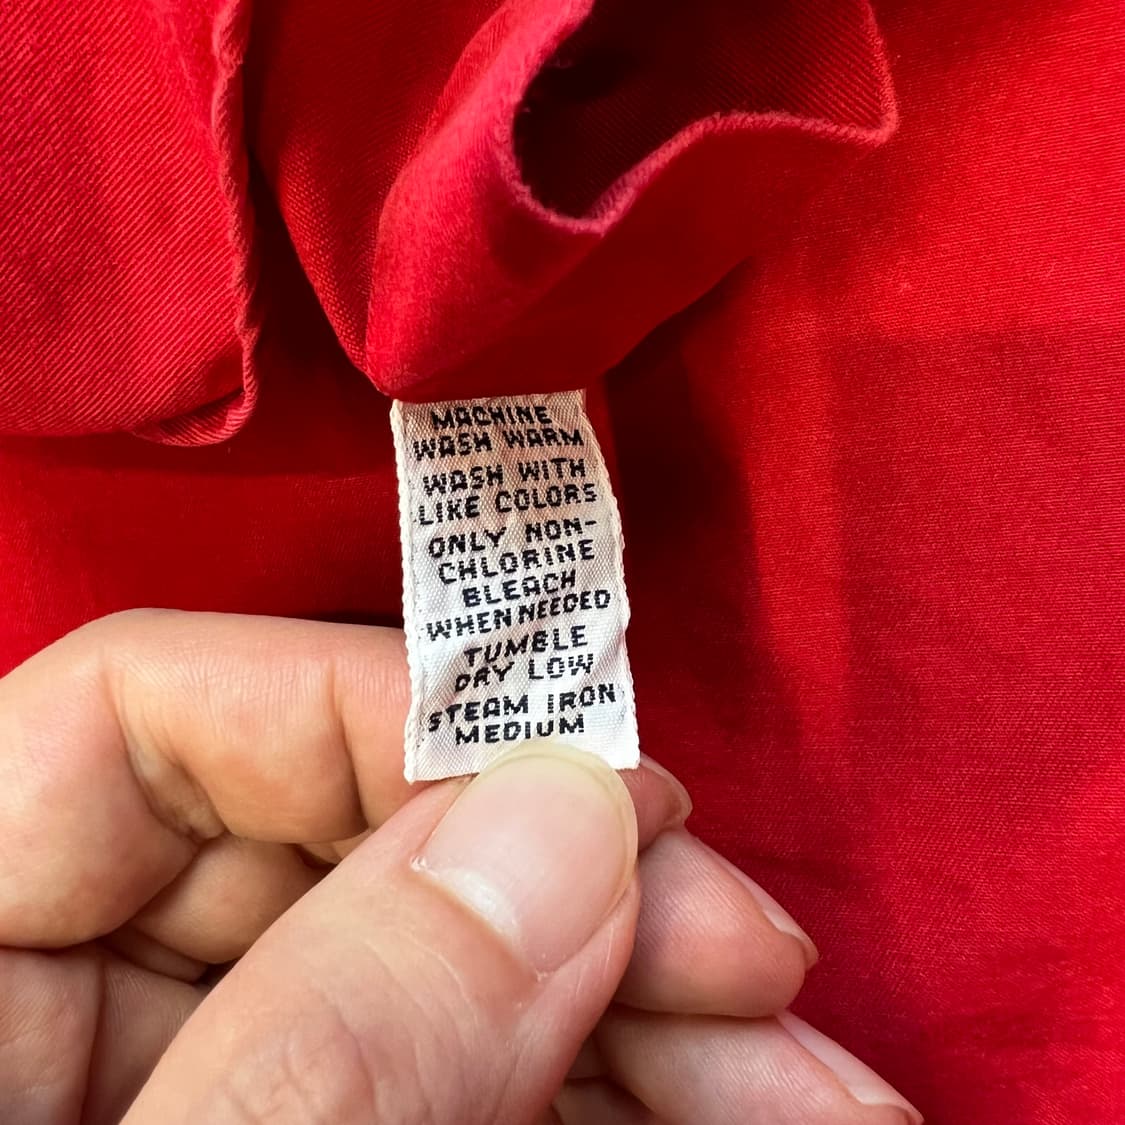 MACHINE
WASH WARM
WASH WITH
LIKE COLORS
ONLY NON-
CHLORINE
BLEACH
WHEN NEEDED
TUMBLE
DRY LOW
STEAM IRON
MEDIUM